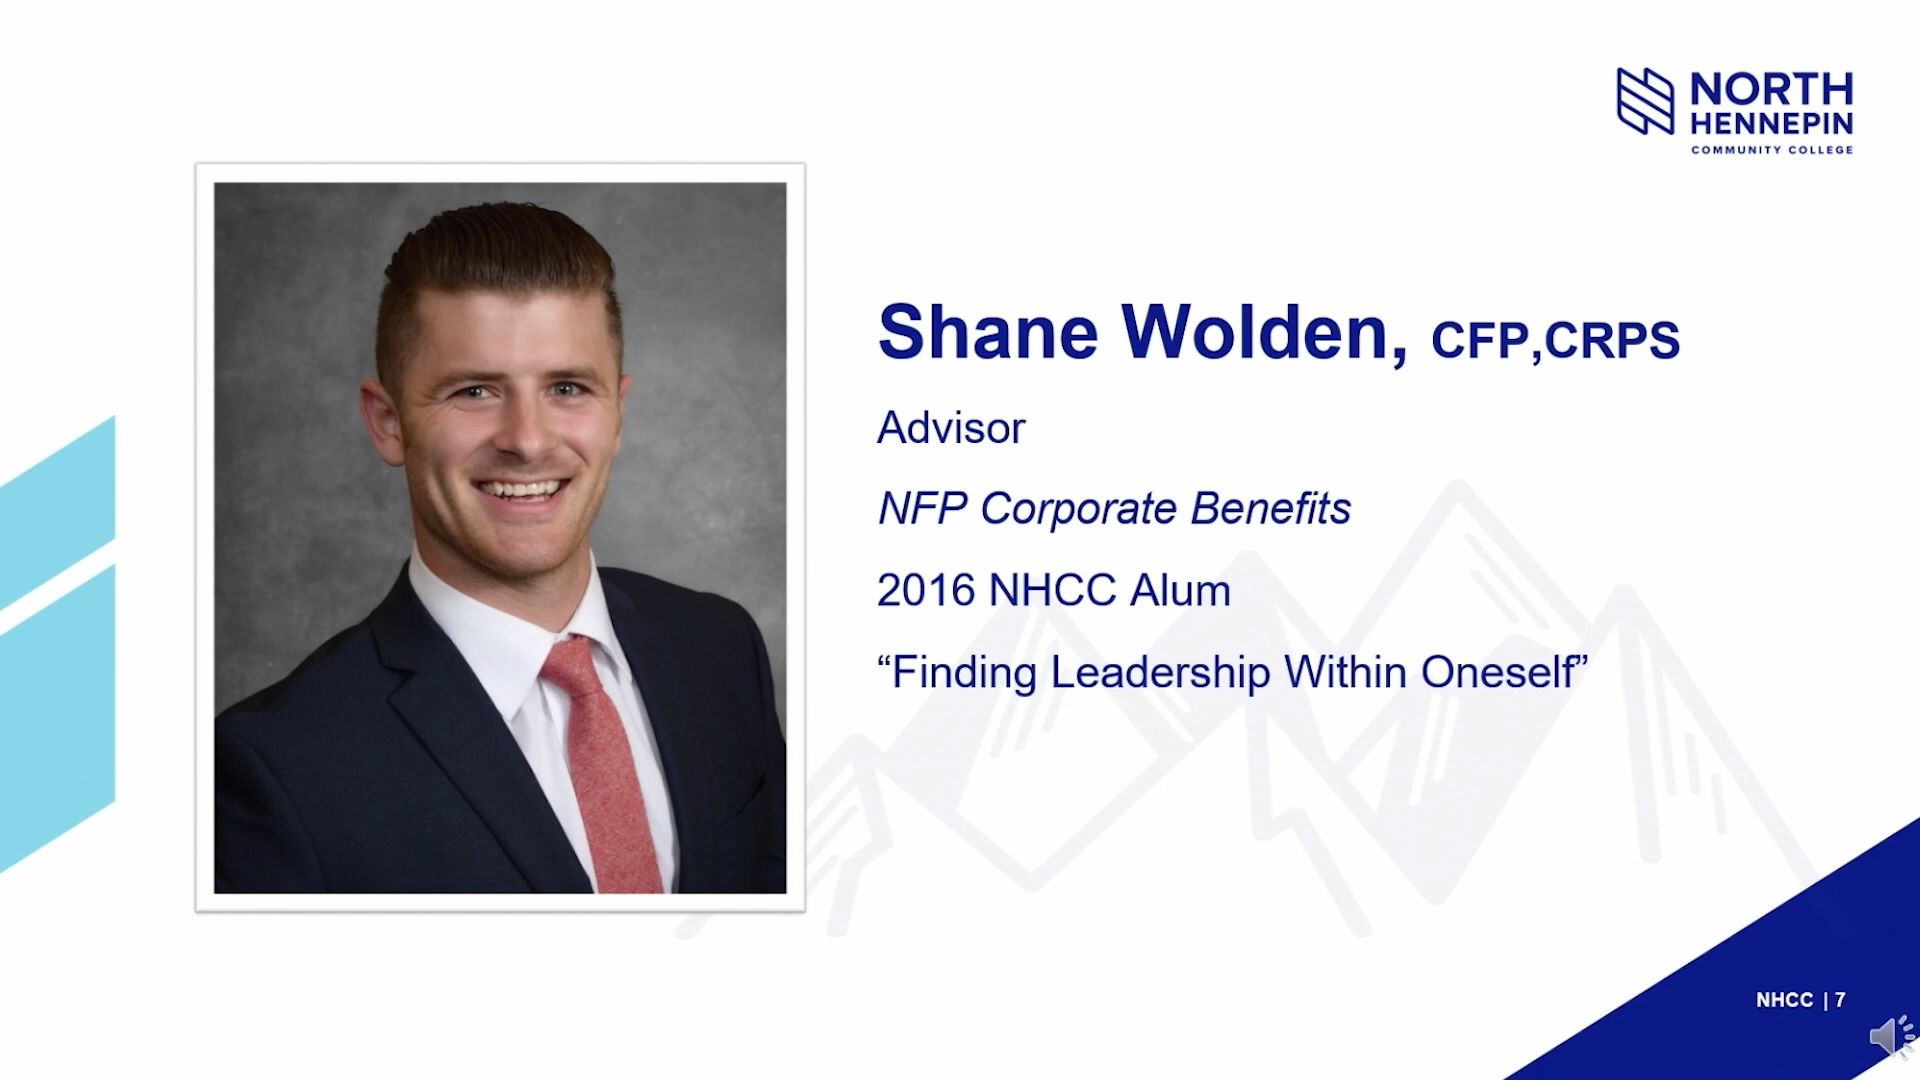 NORTH
HENNEPIN
COMMUNITY COLLEGE
Shane Wolden, CFP,CRPS
Advisor
NFP Corporate Benefits
2016 NHCC Alum
“Finding Leadership Within Oneself”
NHCC | 7